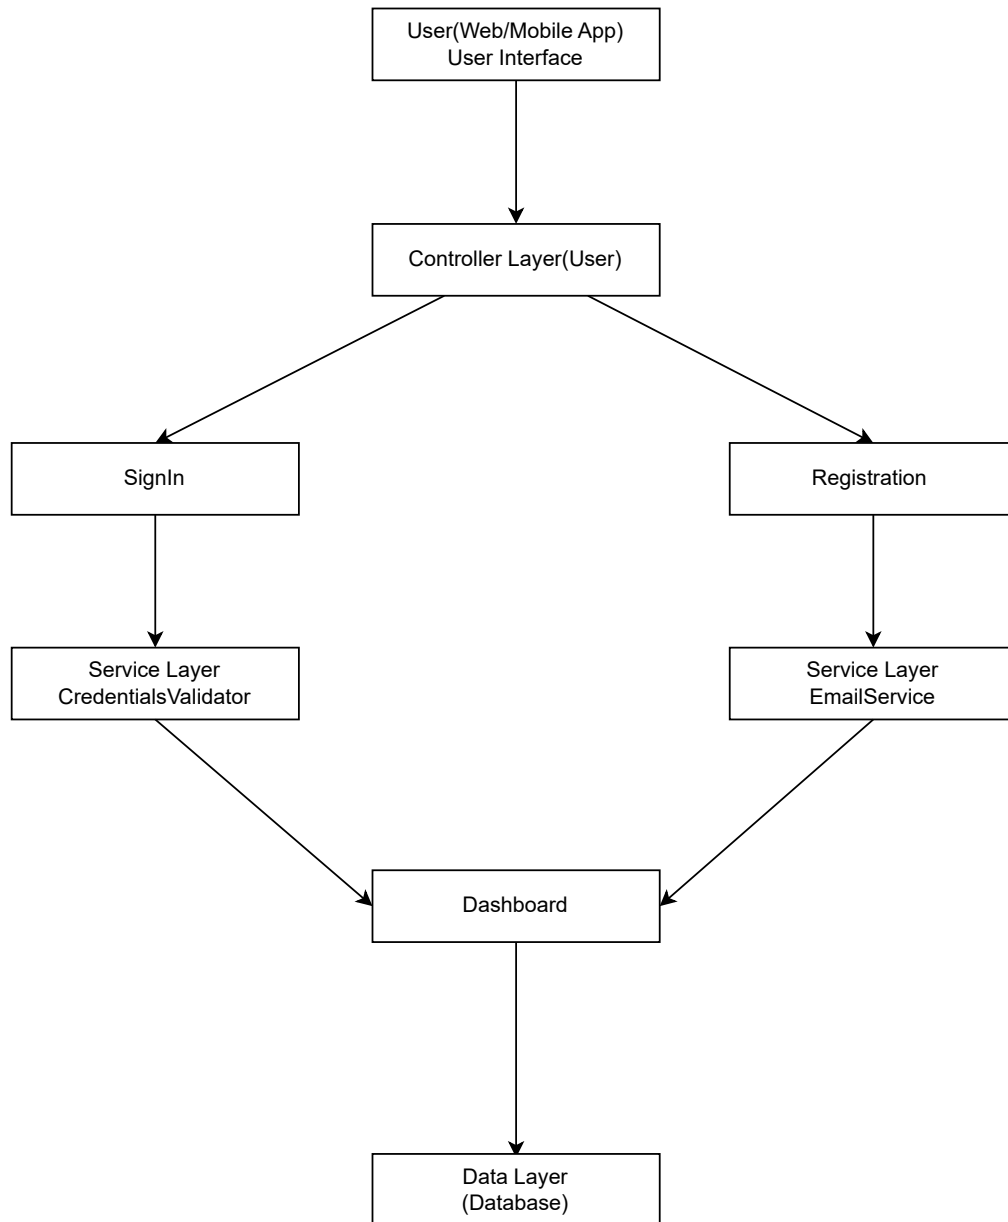 User(Web/Mobile App)
User Interface
Controller Layer(User)
SignIn
Registration
Service Layer
CredentialsValidator
Service Layer
EmailService
Dashboard
Data Layer
(Database)